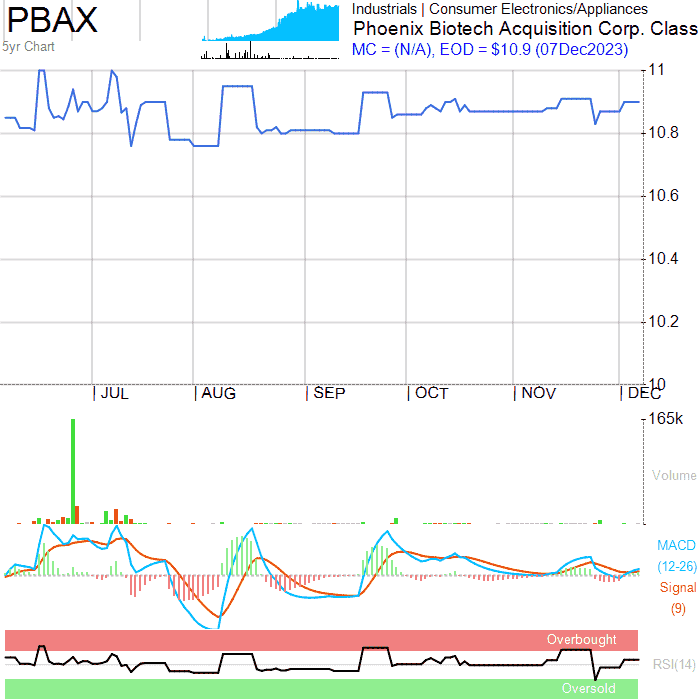 PBAX
5yr Chart
Industrials | Consumer Electronics/Appliances
Phoenix Biotech Acquisition Corp. Class
MC = (N/A), EOD = $10.9 (07Dec2023)
11
10.8
10.6
10.4
10.2
10
JUL AUG SEP OCT NOV DEC
165k
Volume
MACD
(12-26)
Signal
(9)
Overbought
RSI(14)
Oversold